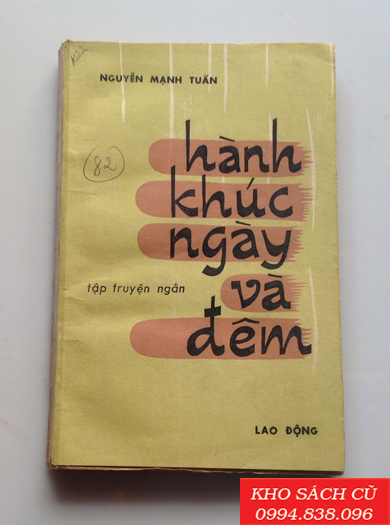 Kiên
NGUYỄN MẠNH TUẤN
82
hành
khúc
ngày
và
đêm
tập truyện ngắn
LAO ĐỘNG
KHO SÁCH CŨ
0994.838.096